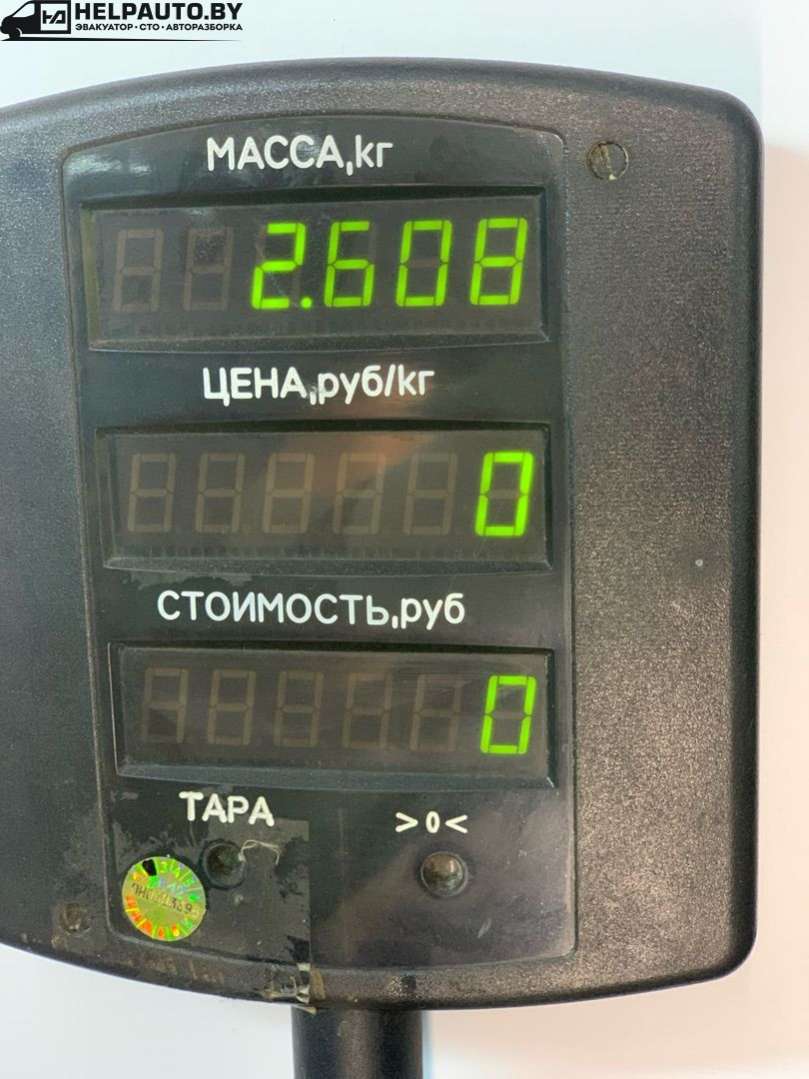 HELPAUTO.BY
ЭВАКУАТОР • СТО • АВТОРАЗБОРКА
МАССА,кг
2.608
ЦЕНА,руб/кг
0
СТОИМОСТЬ,руб
0
ТАРА >0<